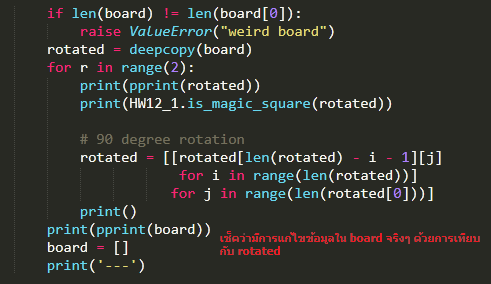 if len(board) != len(board[0]):
    raise ValueError("weird board")
rotated = deepcopy(board)
for r in range(2):
    print(pprint(rotated))
    print(HW12_1.is_magic_square(rotated))

    # 90 degree rotation
    rotated = [[rotated[len(rotated) - i - 1][j]
                for i in range(len(rotated))]
               for j in range(len(rotated[0]))]
    print()
print(pprint(board))
board = []
print('---')
เช็คว่ามีการแก้ไขข้อมูลใน board จริงๆ ด้วยการเทียบ
กับ rotated